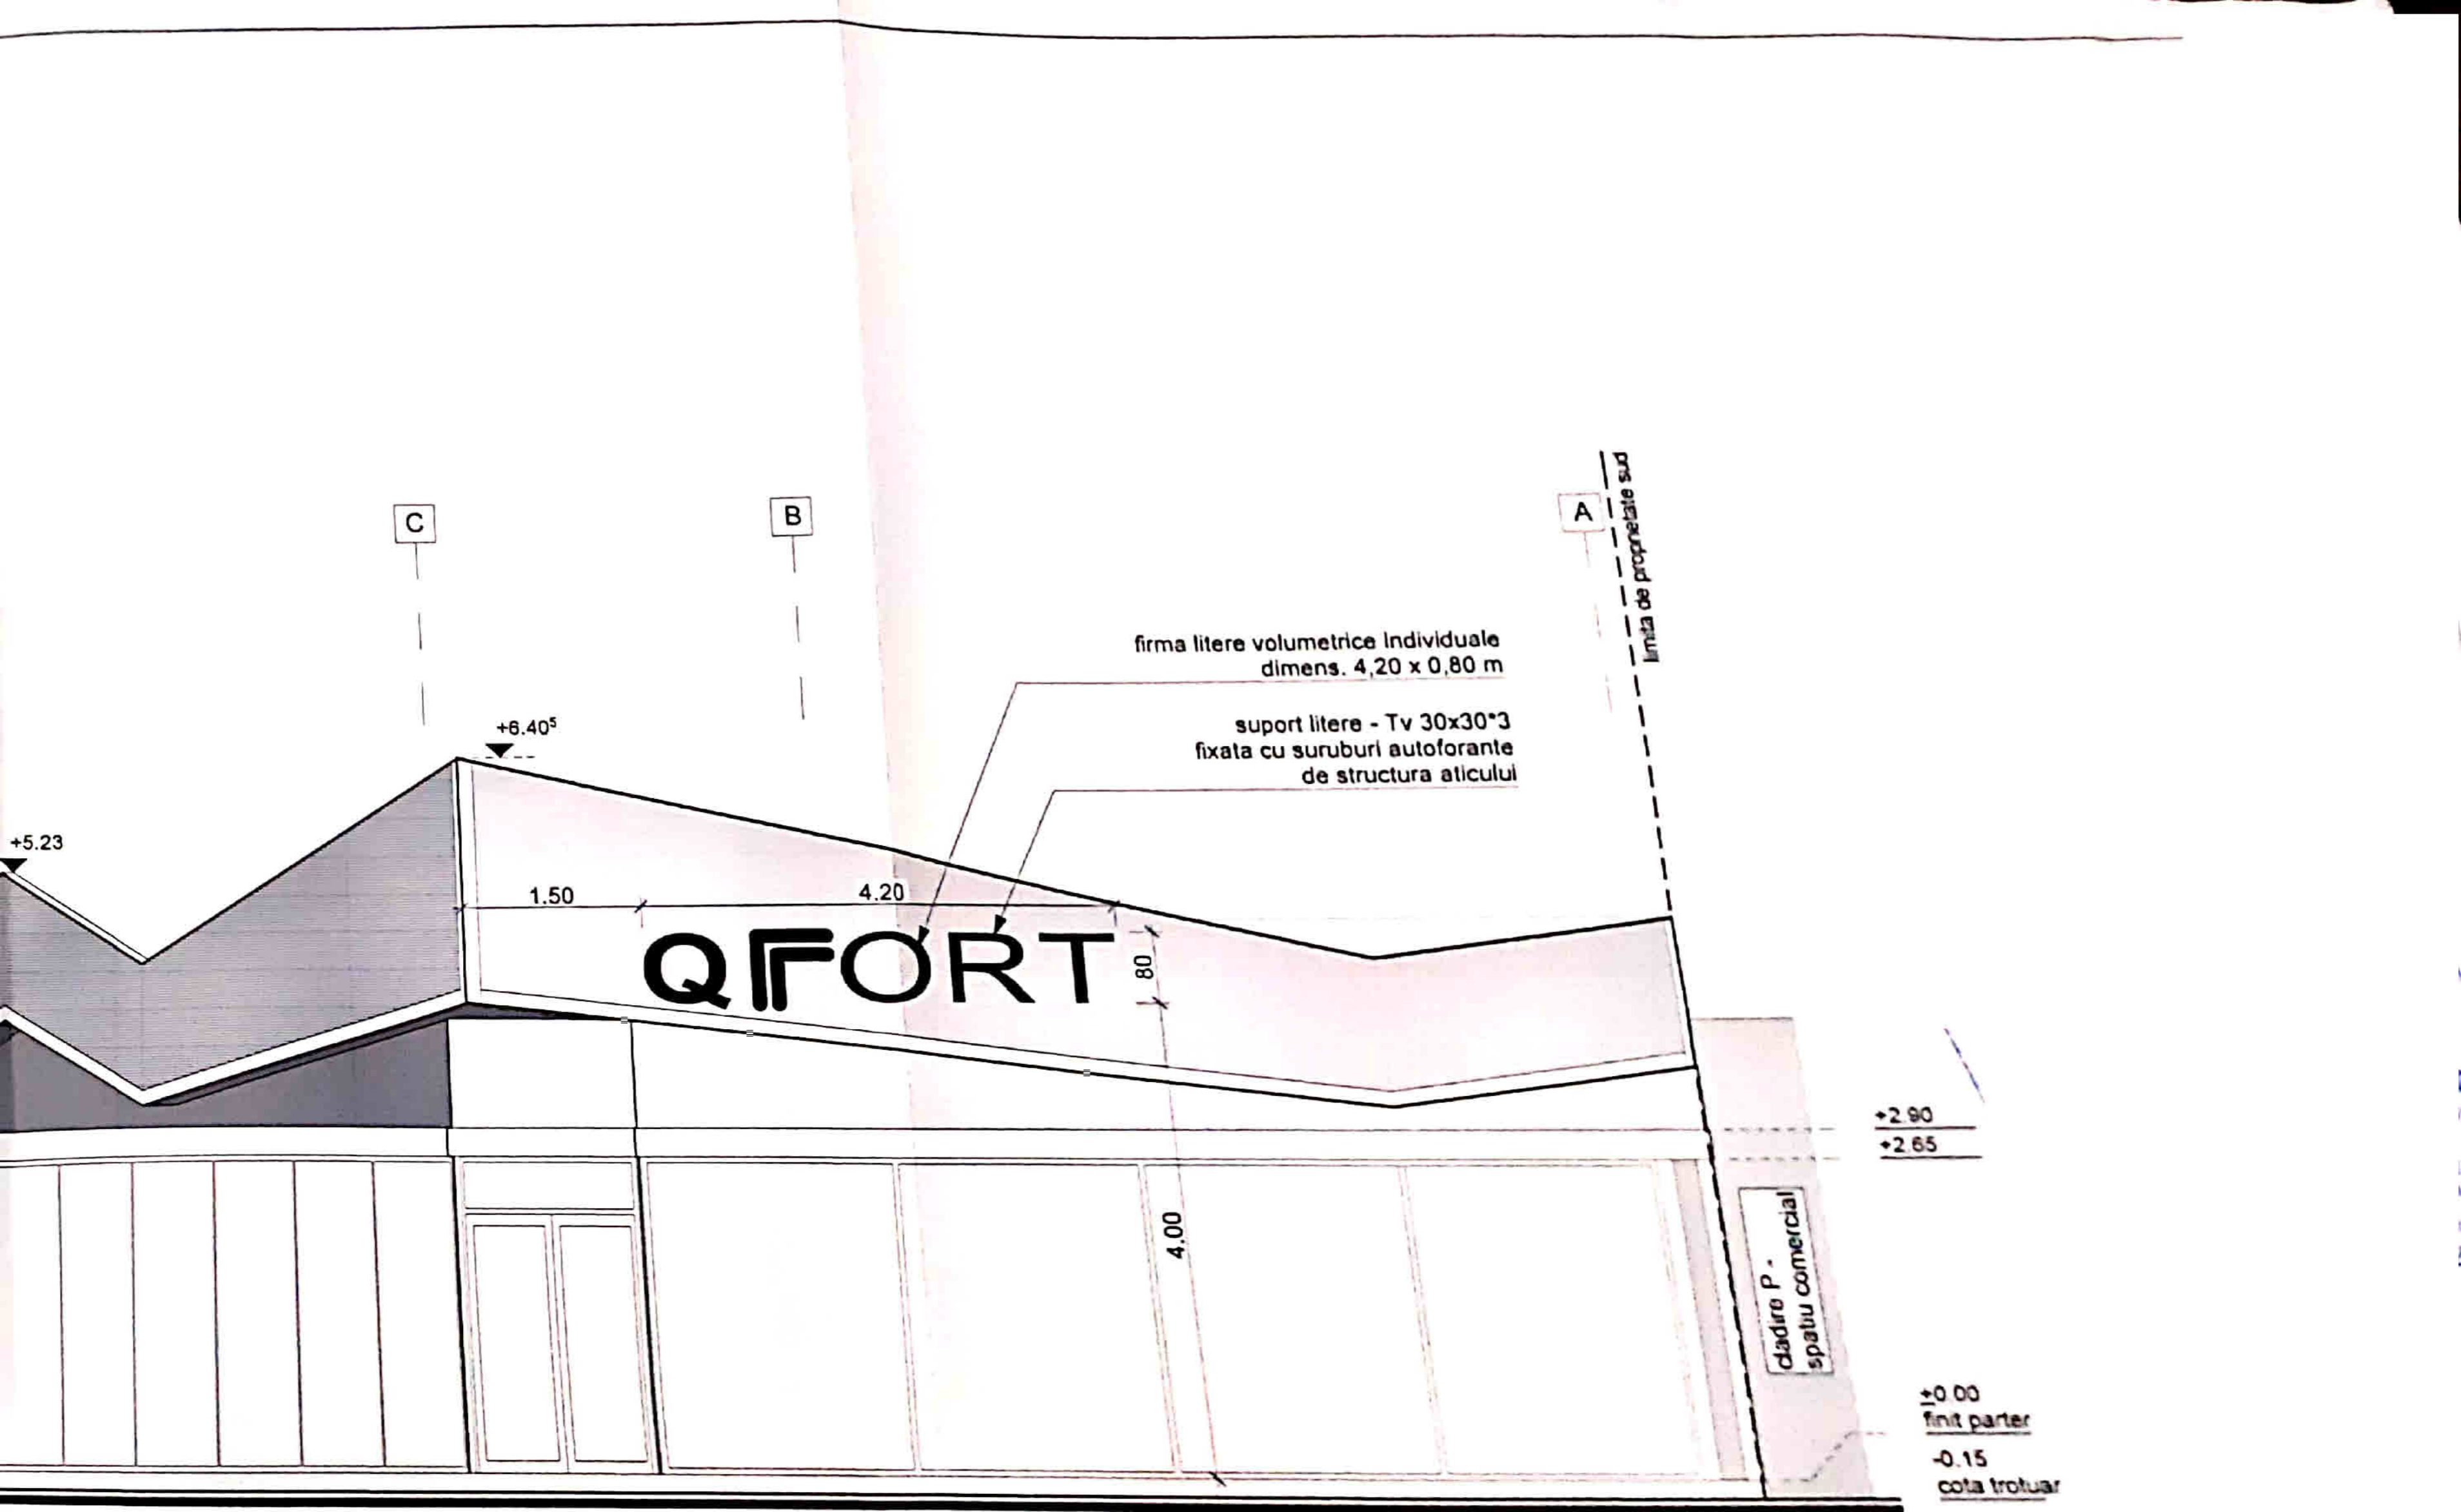 C
B
A
limita de proprietate sud
firma litere volumetrice individuale
dimens. 4,20 x 0,80 m
suport litere - Tv 30x30*3
fixata cu suruburi autoforante
de structura aticului
+6.40⁵
+5.23
1.50
4.20
QFORT
80
4.00
+2.90
+2.65
cladire P -
spatiu comercial
±0.00
finit parter
-0.15
cota trotuar